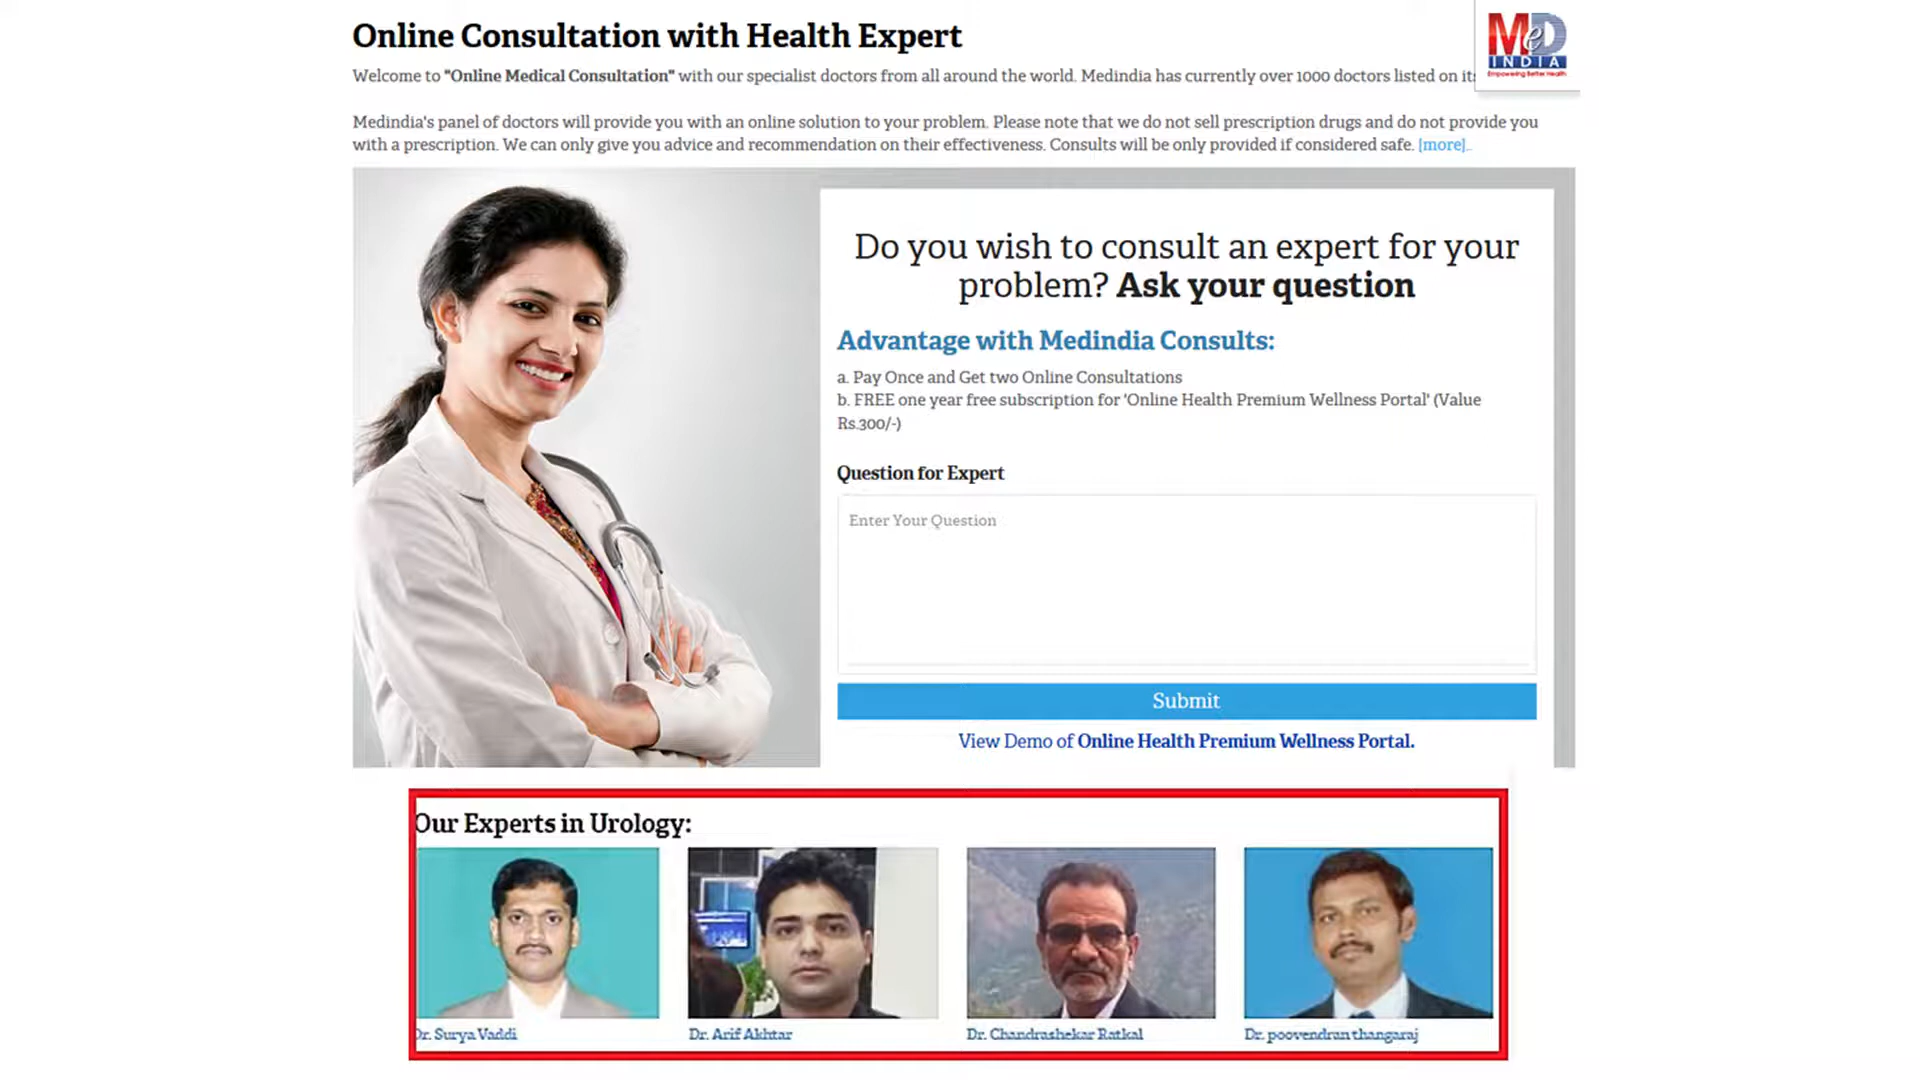 Online Consultation with Health Expert
MeD
INDIA
Empowering Better Health
Welcome to "Online Medical Consultation" with our specialist doctors from all around the world. Medindia has currently over 1000 doctors listed on its
Medindia's panel of doctors will provide you with an online solution to your problem. Please note that we do not sell prescription drugs and do not provide you
with a prescription. We can only give you advice and recommendation on their effectiveness. Consults will be only provided if considered safe. [more]..
Do you wish to consult an expert for your
problem? Ask your question
Advantage with Medindia Consults:
a. Pay Once and Get two Online Consultations
b. FREE one year free subscription for 'Online Health Premium Wellness Portal' (Value
Rs.300/-)
Question for Expert
Enter Your Question
Submit
View Demo of Online Health Premium Wellness Portal.
Our Experts in Urology:
Dr. Surya Vaddi
Dr. Arif Akhtar
Dr. Chandrashekar Ratkal
Dr. poovendran thangaraj